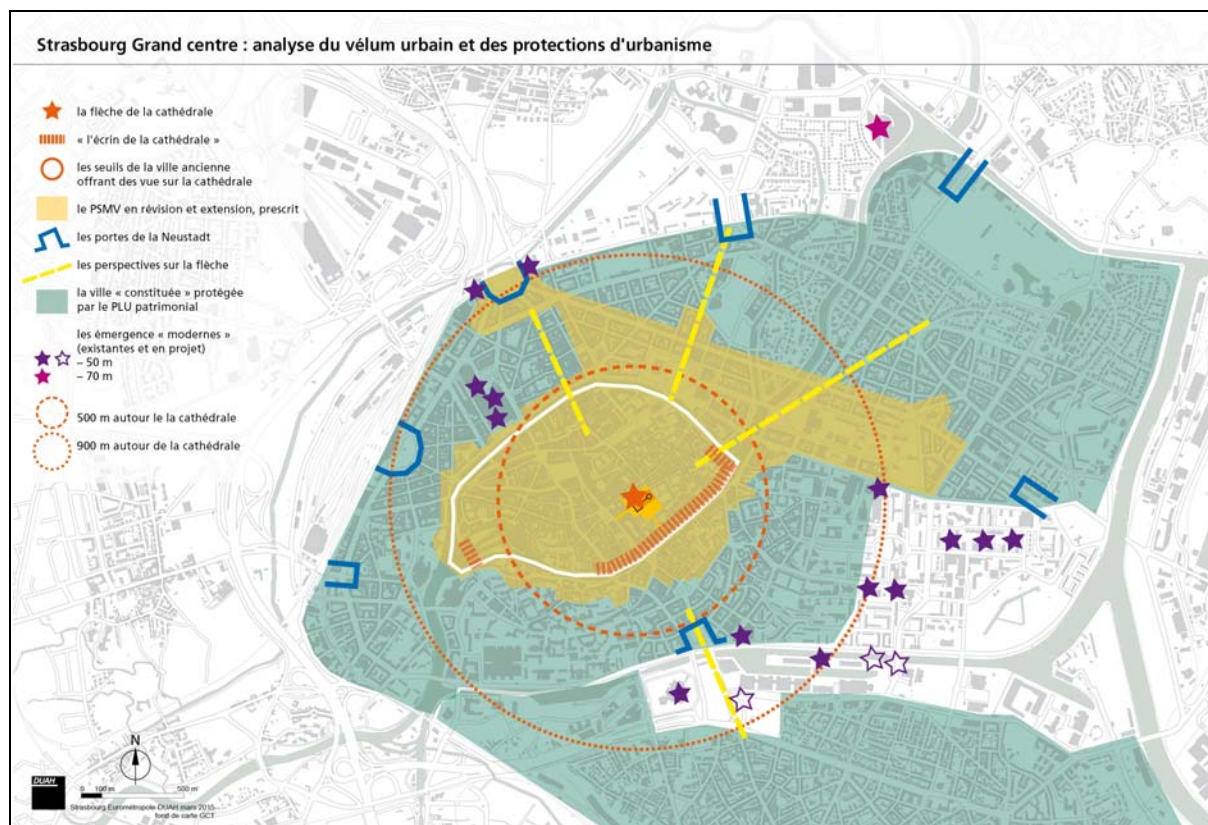 Strasbourg Grand centre : analyse du vélum urbain et des protections d'urbanisme
la flèche de la cathédrale
« l'écrin de la cathédrale »
les seuils de la ville ancienne
offrant des vue sur la cathédrale
le PSMV en révision et extension, prescrit
les portes de la Neustadt
les perspectives sur la flèche
la ville « constituée » protégée
par le PLU patrimonial
les émergence « modernes »
(existantes et en projet)
– 50 m
– 70 m
500 m autour le la cathédrale
900 m autour de la cathédrale
N
DUAH
0 100 m 500 m
Strasbourg Eurométropole DUAH mars 2015
fond de carte GCT